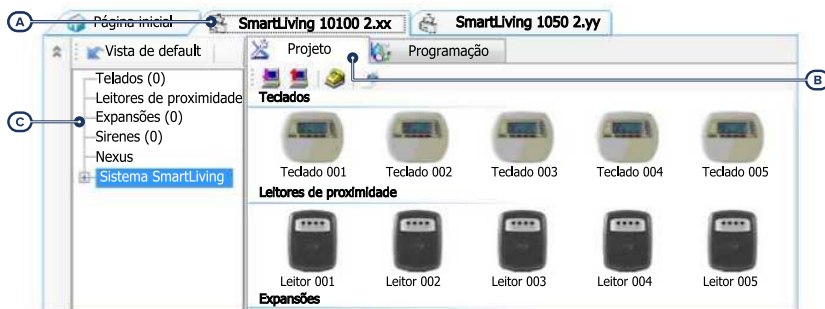 A
Página inicial
SmartLiving 10100 2.xx
SmartLiving 1050 2.yy
Vista de default
Projeto
Programação
B
Telados (0)
Leitores de proximidade
Expansões (0)
Sirenes (0)
Nexus
Sistema SmartLiving
C
Teclados
Teclado 001 Teclado 002 Teclado 003 Teclado 004 Teclado 005
Leitores de proximidade
Leitor 001 Leitor 002 Leitor 003 Leitor 004 Leitor 005
Expansões